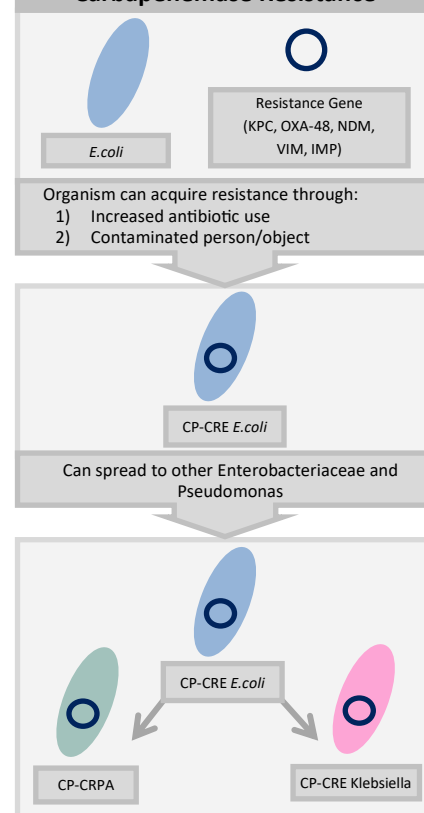 Carbapenemase Resistance
E.coli
Resistance Gene
(KPC, OXA-48, NDM,
VIM, IMP)
Organism can acquire resistance through:
1) Increased antibiotic use
2) Contaminated person/object
CP-CRE E.coli
Can spread to other Enterobacteriaceae and
Pseudomonas
CP-CRE E.coli
CP-CRPA
CP-CRE Klebsiella